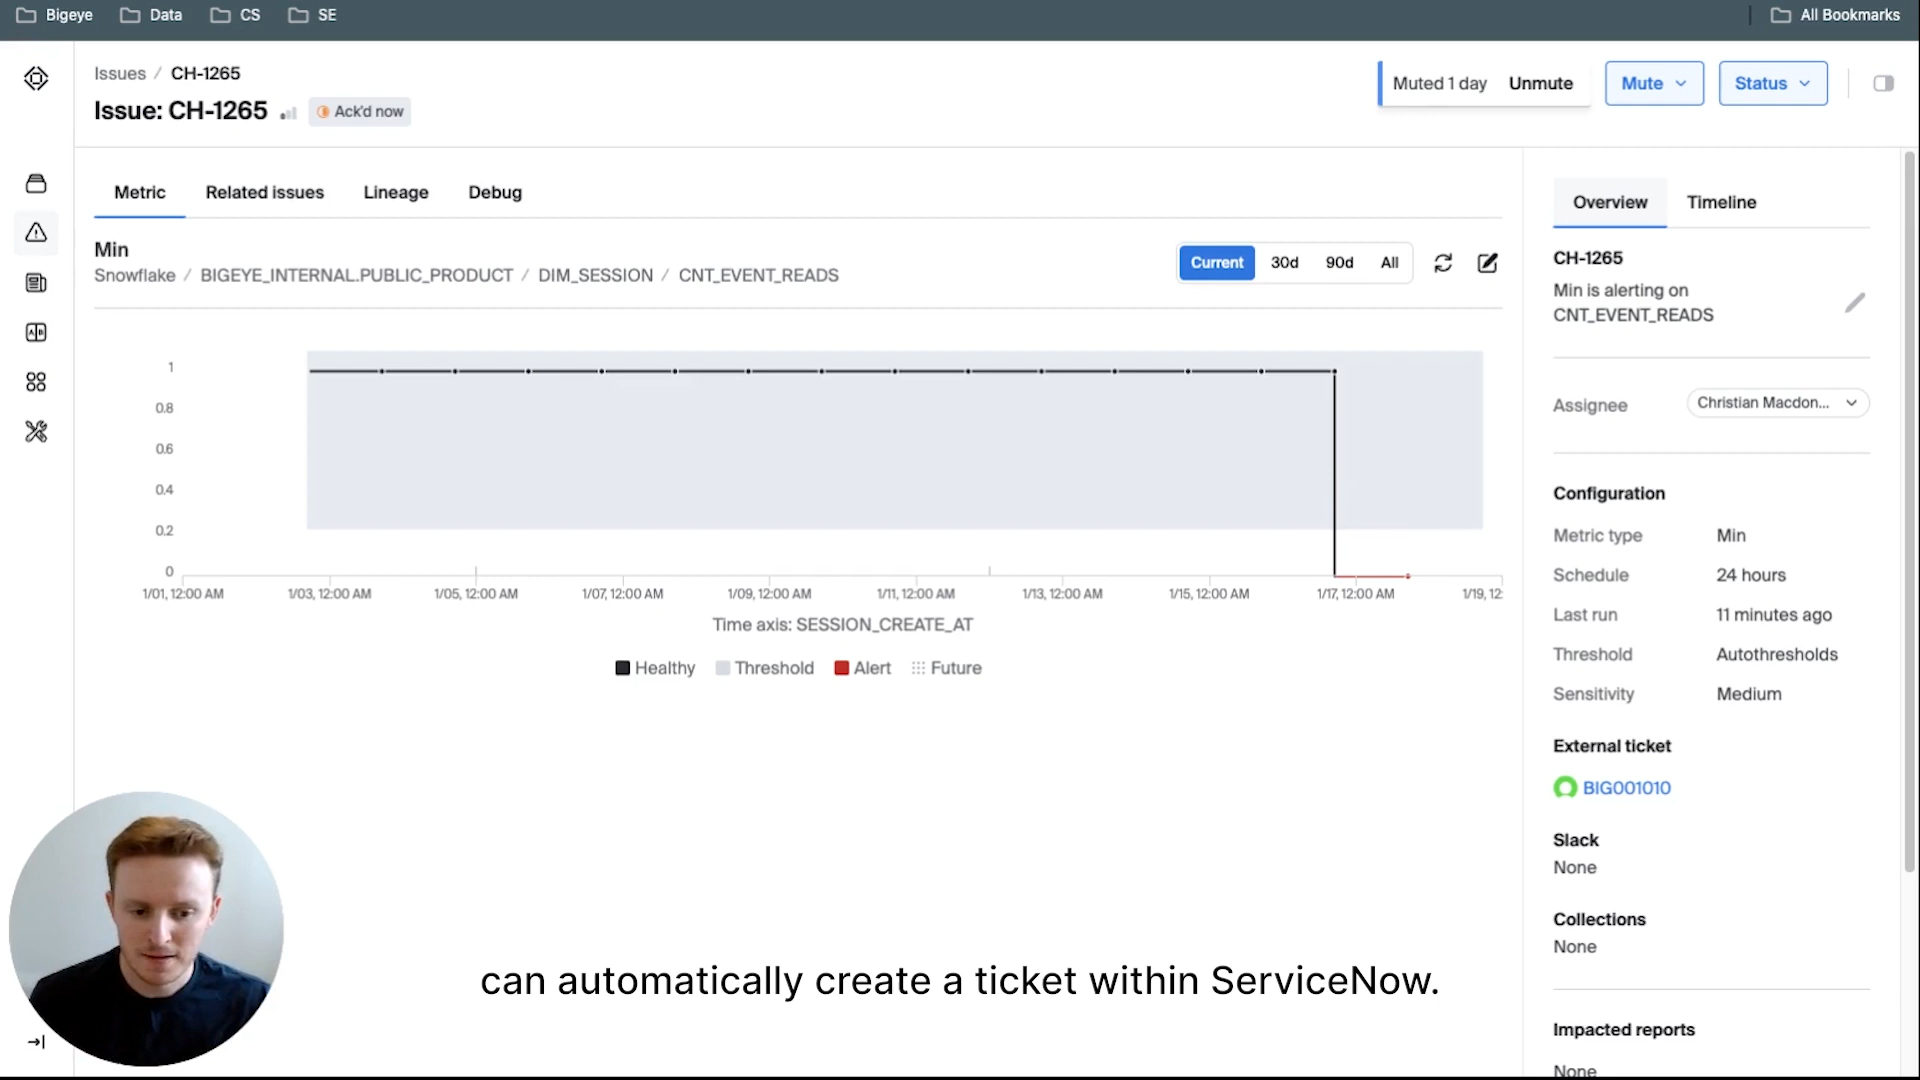 Bigeye
Data
CS
SE
All Bookmarks
Issues / CH-1265
Issue: CH-1265
Ack'd now
Muted 1 day
Unmute
Mute
Status
Metric
Related issues
Lineage
Debug
Min
Snowflake / BIGEYE_INTERNAL.PUBLIC_PRODUCT / DIM_SESSION / CNT_EVENT_READS
Current
30d
90d
All
1
0.8
0.6
0.4
0.2
0
1/01, 12:00 AM
1/03, 12:00 AM
1/05, 12:00 AM
1/07, 12:00 AM
1/09, 12:00 AM
1/11, 12:00 AM
1/13, 12:00 AM
1/15, 12:00 AM
1/17, 12:00 AM
1/19, 12:
Time axis: SESSION_CREATE_AT
Healthy
Threshold
Alert
Future
Overview
Timeline
CH-1265
Min is alerting on
CNT_EVENT_READS
Assignee
Christian Macdon...
Configuration
Metric type Min
Schedule 24 hours
Last run 11 minutes ago
Threshold Autothresholds
Sensitivity Medium
External ticket
BIG001010
Slack
None
Collections
None
Impacted reports
None
can automatically create a ticket within ServiceNow.